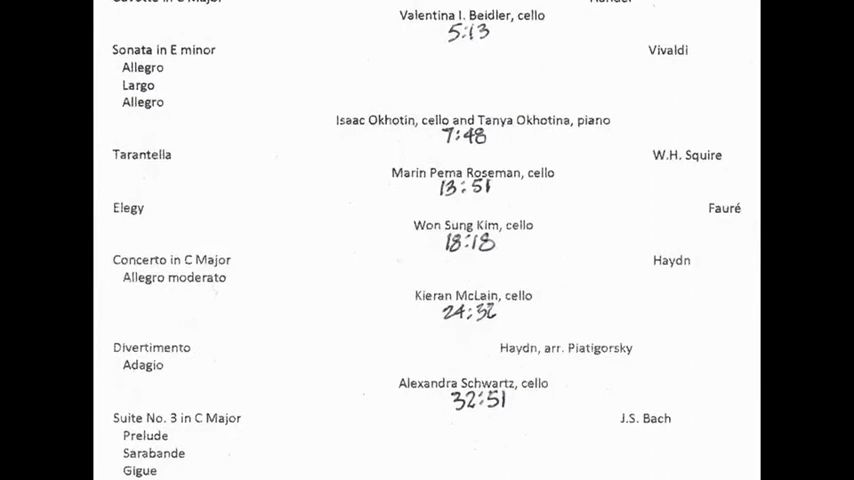 Valentina I. Beidler, cello
5:13
Sonata in E minor Vivaldi
Allegro
Largo
Allegro
Isaac Okhotin, cello and Tanya Okhotina, piano
7:48
Tarantella W.H. Squire
Marin Pema Roseman, cello
13:51
Elegy Fauré
Won Sung Kim, cello
18:18
Concerto in C Major Haydn
Allegro moderato
Kieran McLain, cello
24:32
Divertimento Haydn, arr. Piatigorsky
Adagio
Alexandra Schwartz, cello
32:51
Suite No. 3 in C Major J.S. Bach
Prelude
Sarabande
Gigue